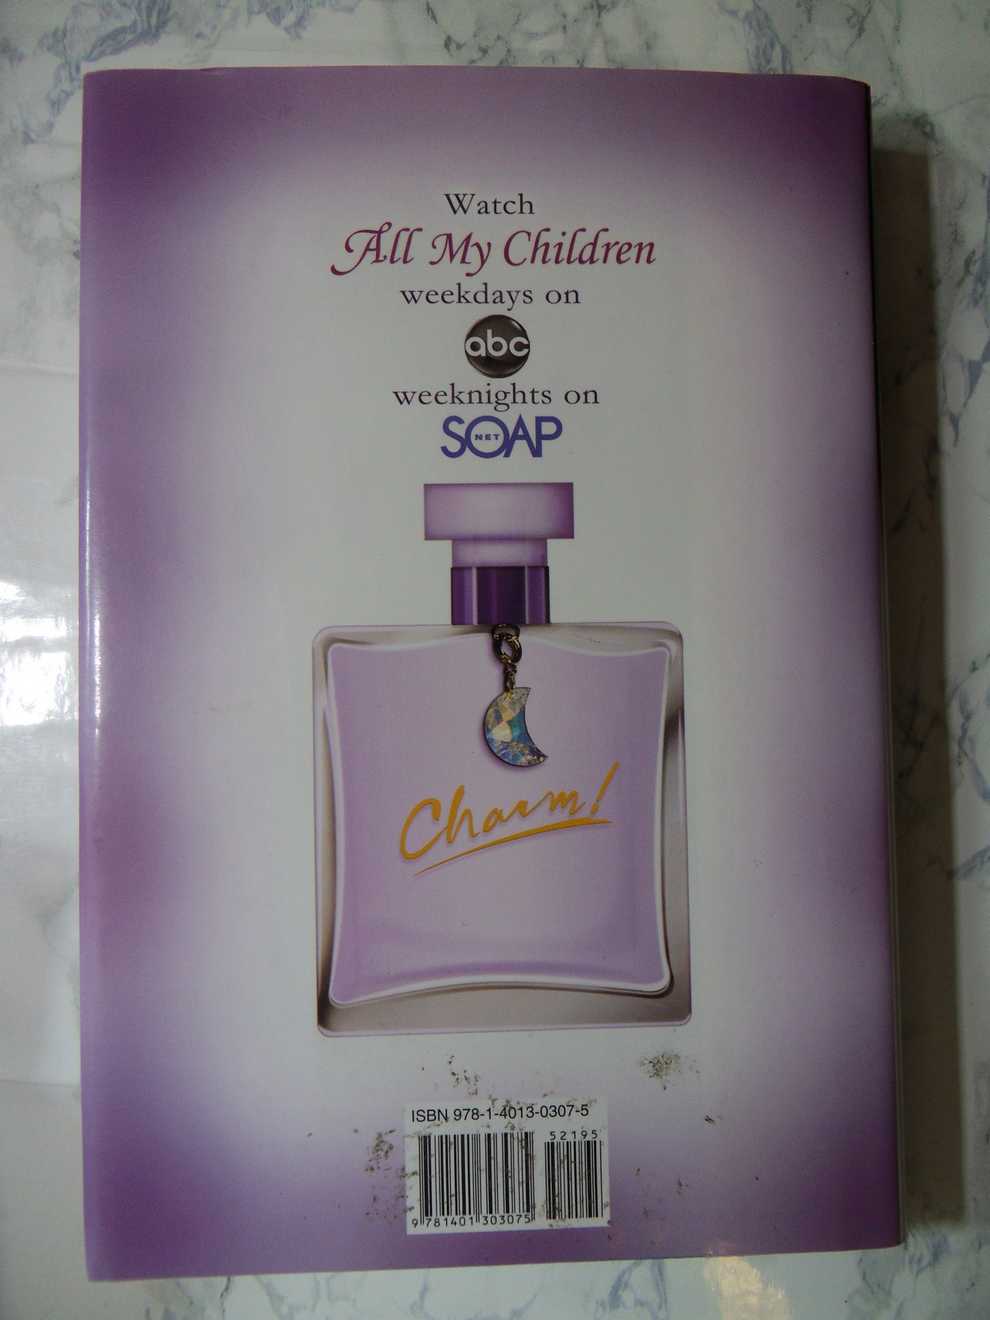 Watch
All My Children
weekdays on
abc
weeknights on
SOAP
NET
Charm!
ISBN 978-1-4013-0307-5
52195
9 781401 303075